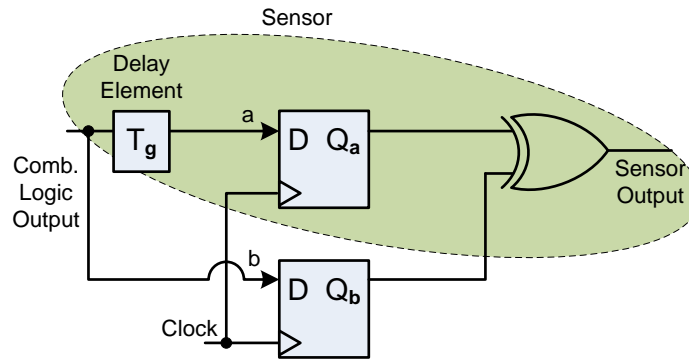 Sensor
Delay
Element
a
Tg
D Qa
Comb.
Logic
Output
Sensor
Output
b
D Qb
Clock